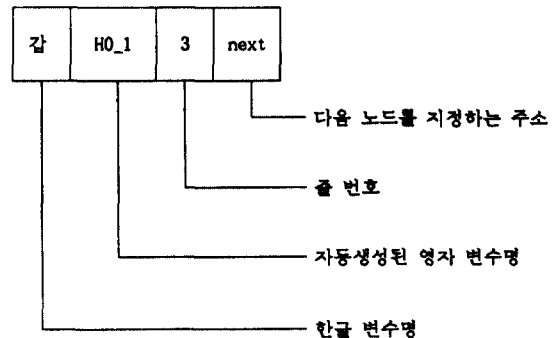 갑 H0_1 3 next
다음 노드를 지정하는 주소
줄 번호
자동생성된 영자 변수명
한글 변수명